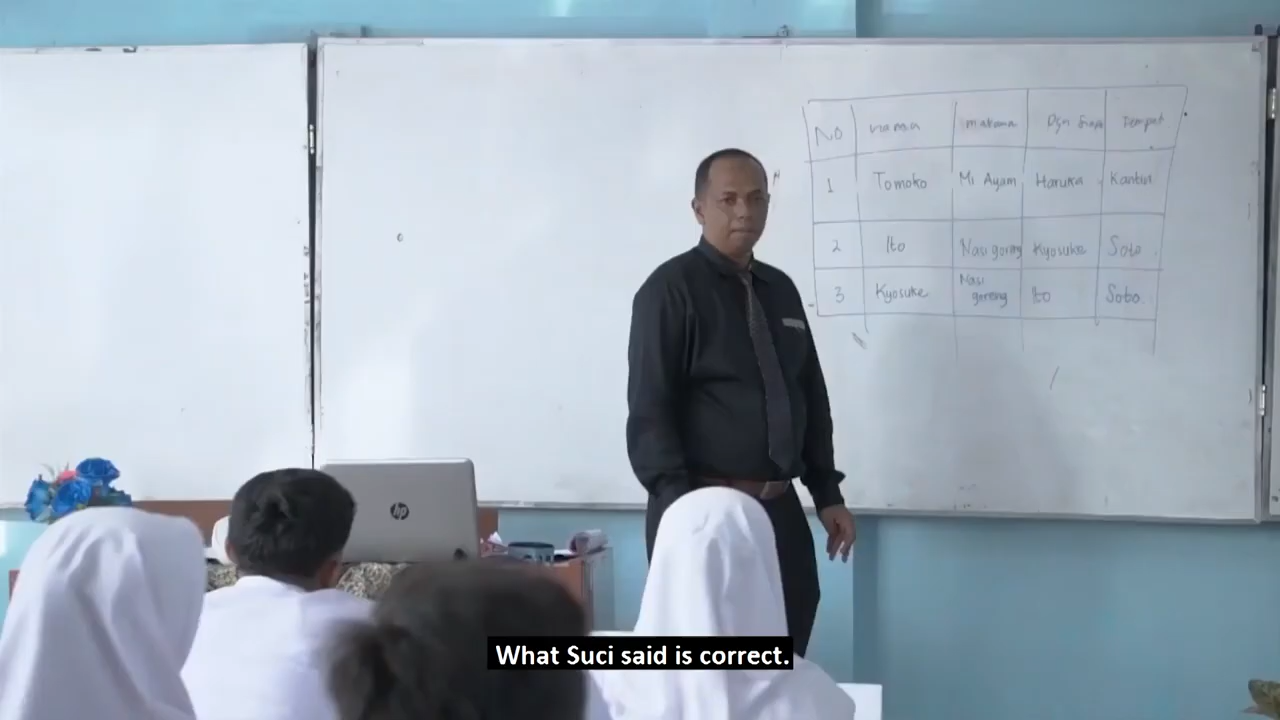 No nama makana Dgn Siapa Tempat
1 Tomoko Mi Ayam Haruka Kantin
2 Ito Nasi goreng Kyosuke Soto
3 Kyosuke Nasi goreng Ito Soto
hp
What Suci said is correct.